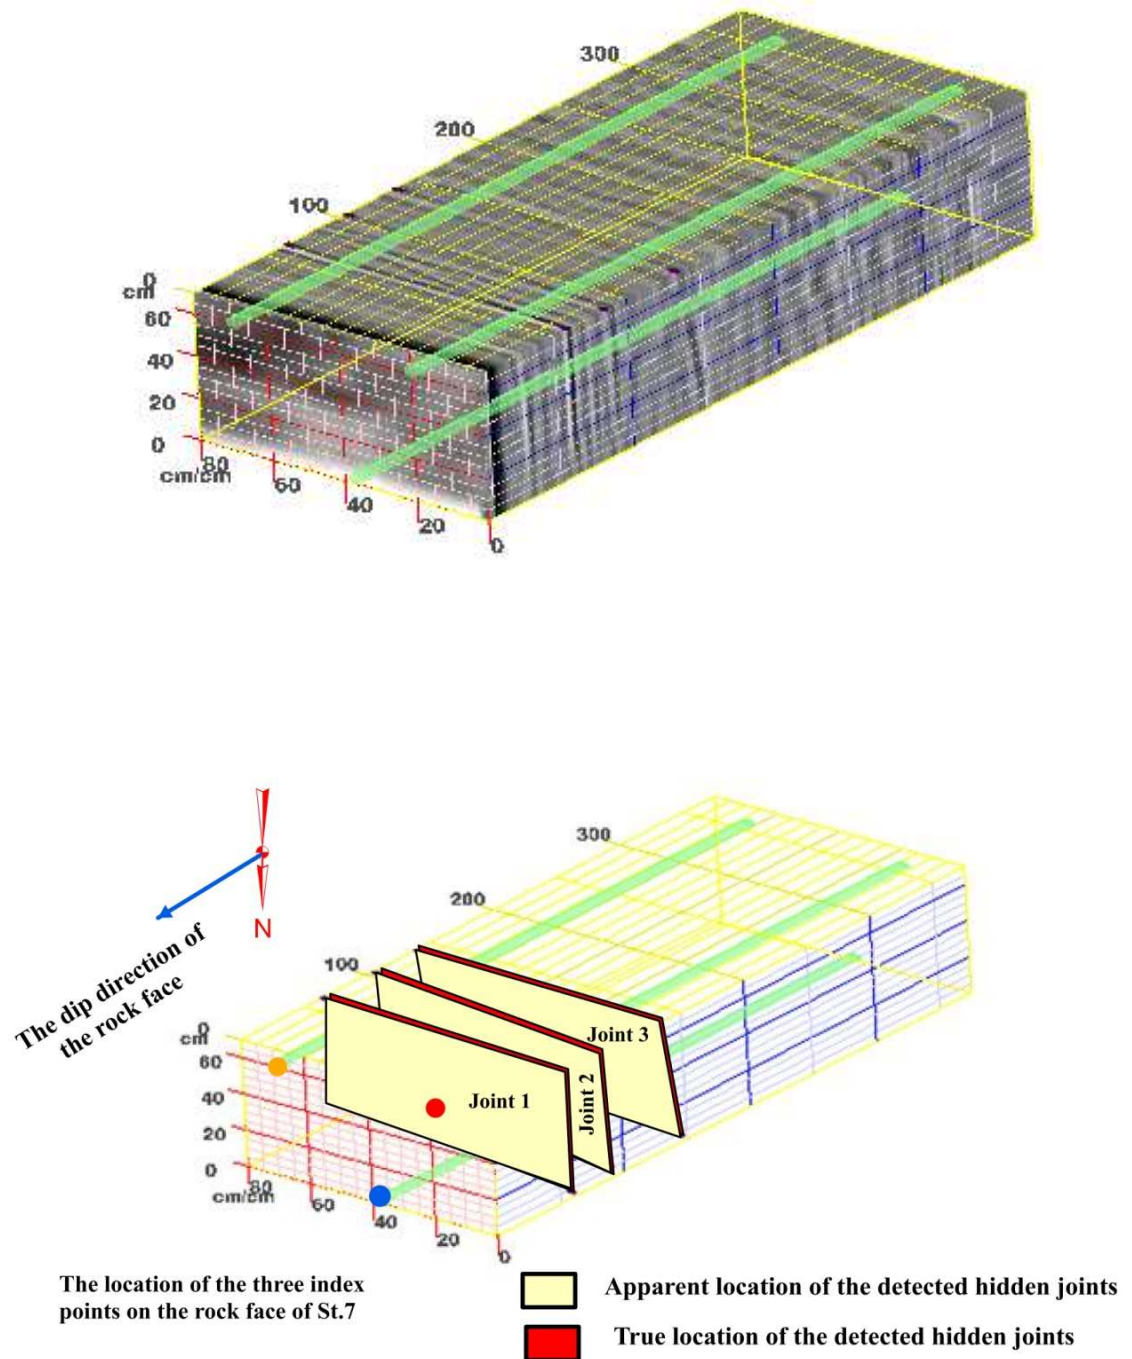 300
200
100
0
cm
60
40
20
0
cm/cm
80
60
40
20
0
N
The dip direction of
the rock face
300
200
100
0
cm
60
40
20
0
cm/cm
80
60
40
20
0
Joint 1
Joint 2
Joint 3
The location of the three index
points on the rock face of St.7
Apparent location of the detected hidden joints
True location of the detected hidden joints